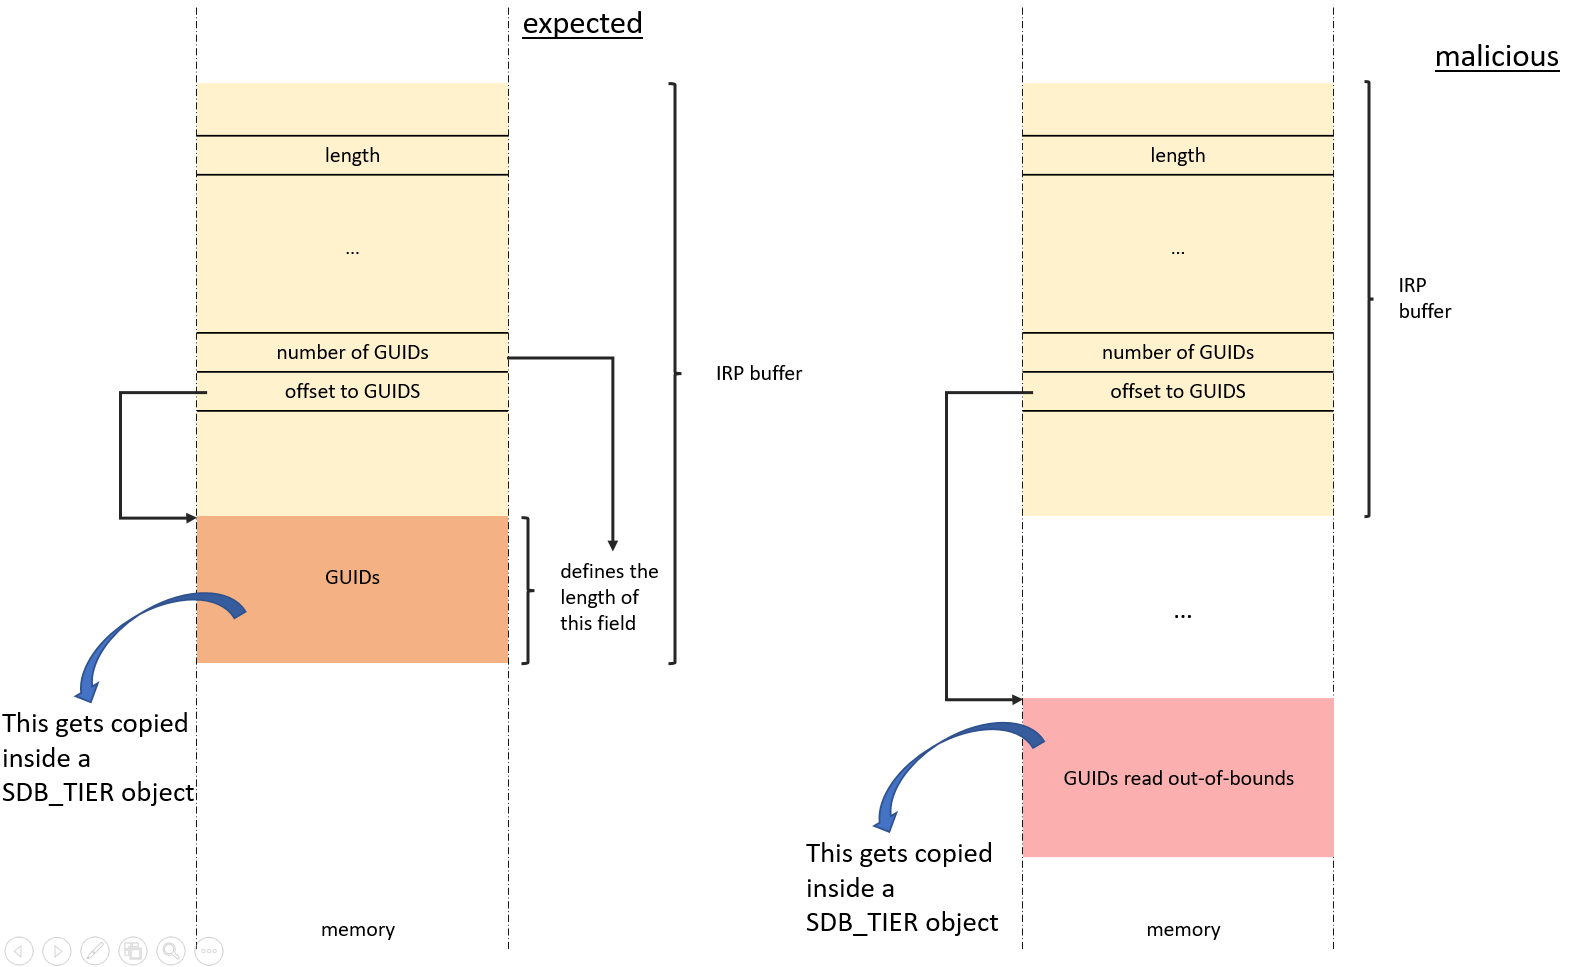 expected
length
...
number of GUIDs
offset to GUIDS
IRP buffer
GUIDs
defines the
length of
this field
This gets copied
inside a
SDB_TIER object
memory
malicious
length
...
number of GUIDs
offset to GUIDS
IRP
buffer
...
GUIDs read out-of-bounds
This gets copied
inside a
SDB_TIER object
memory